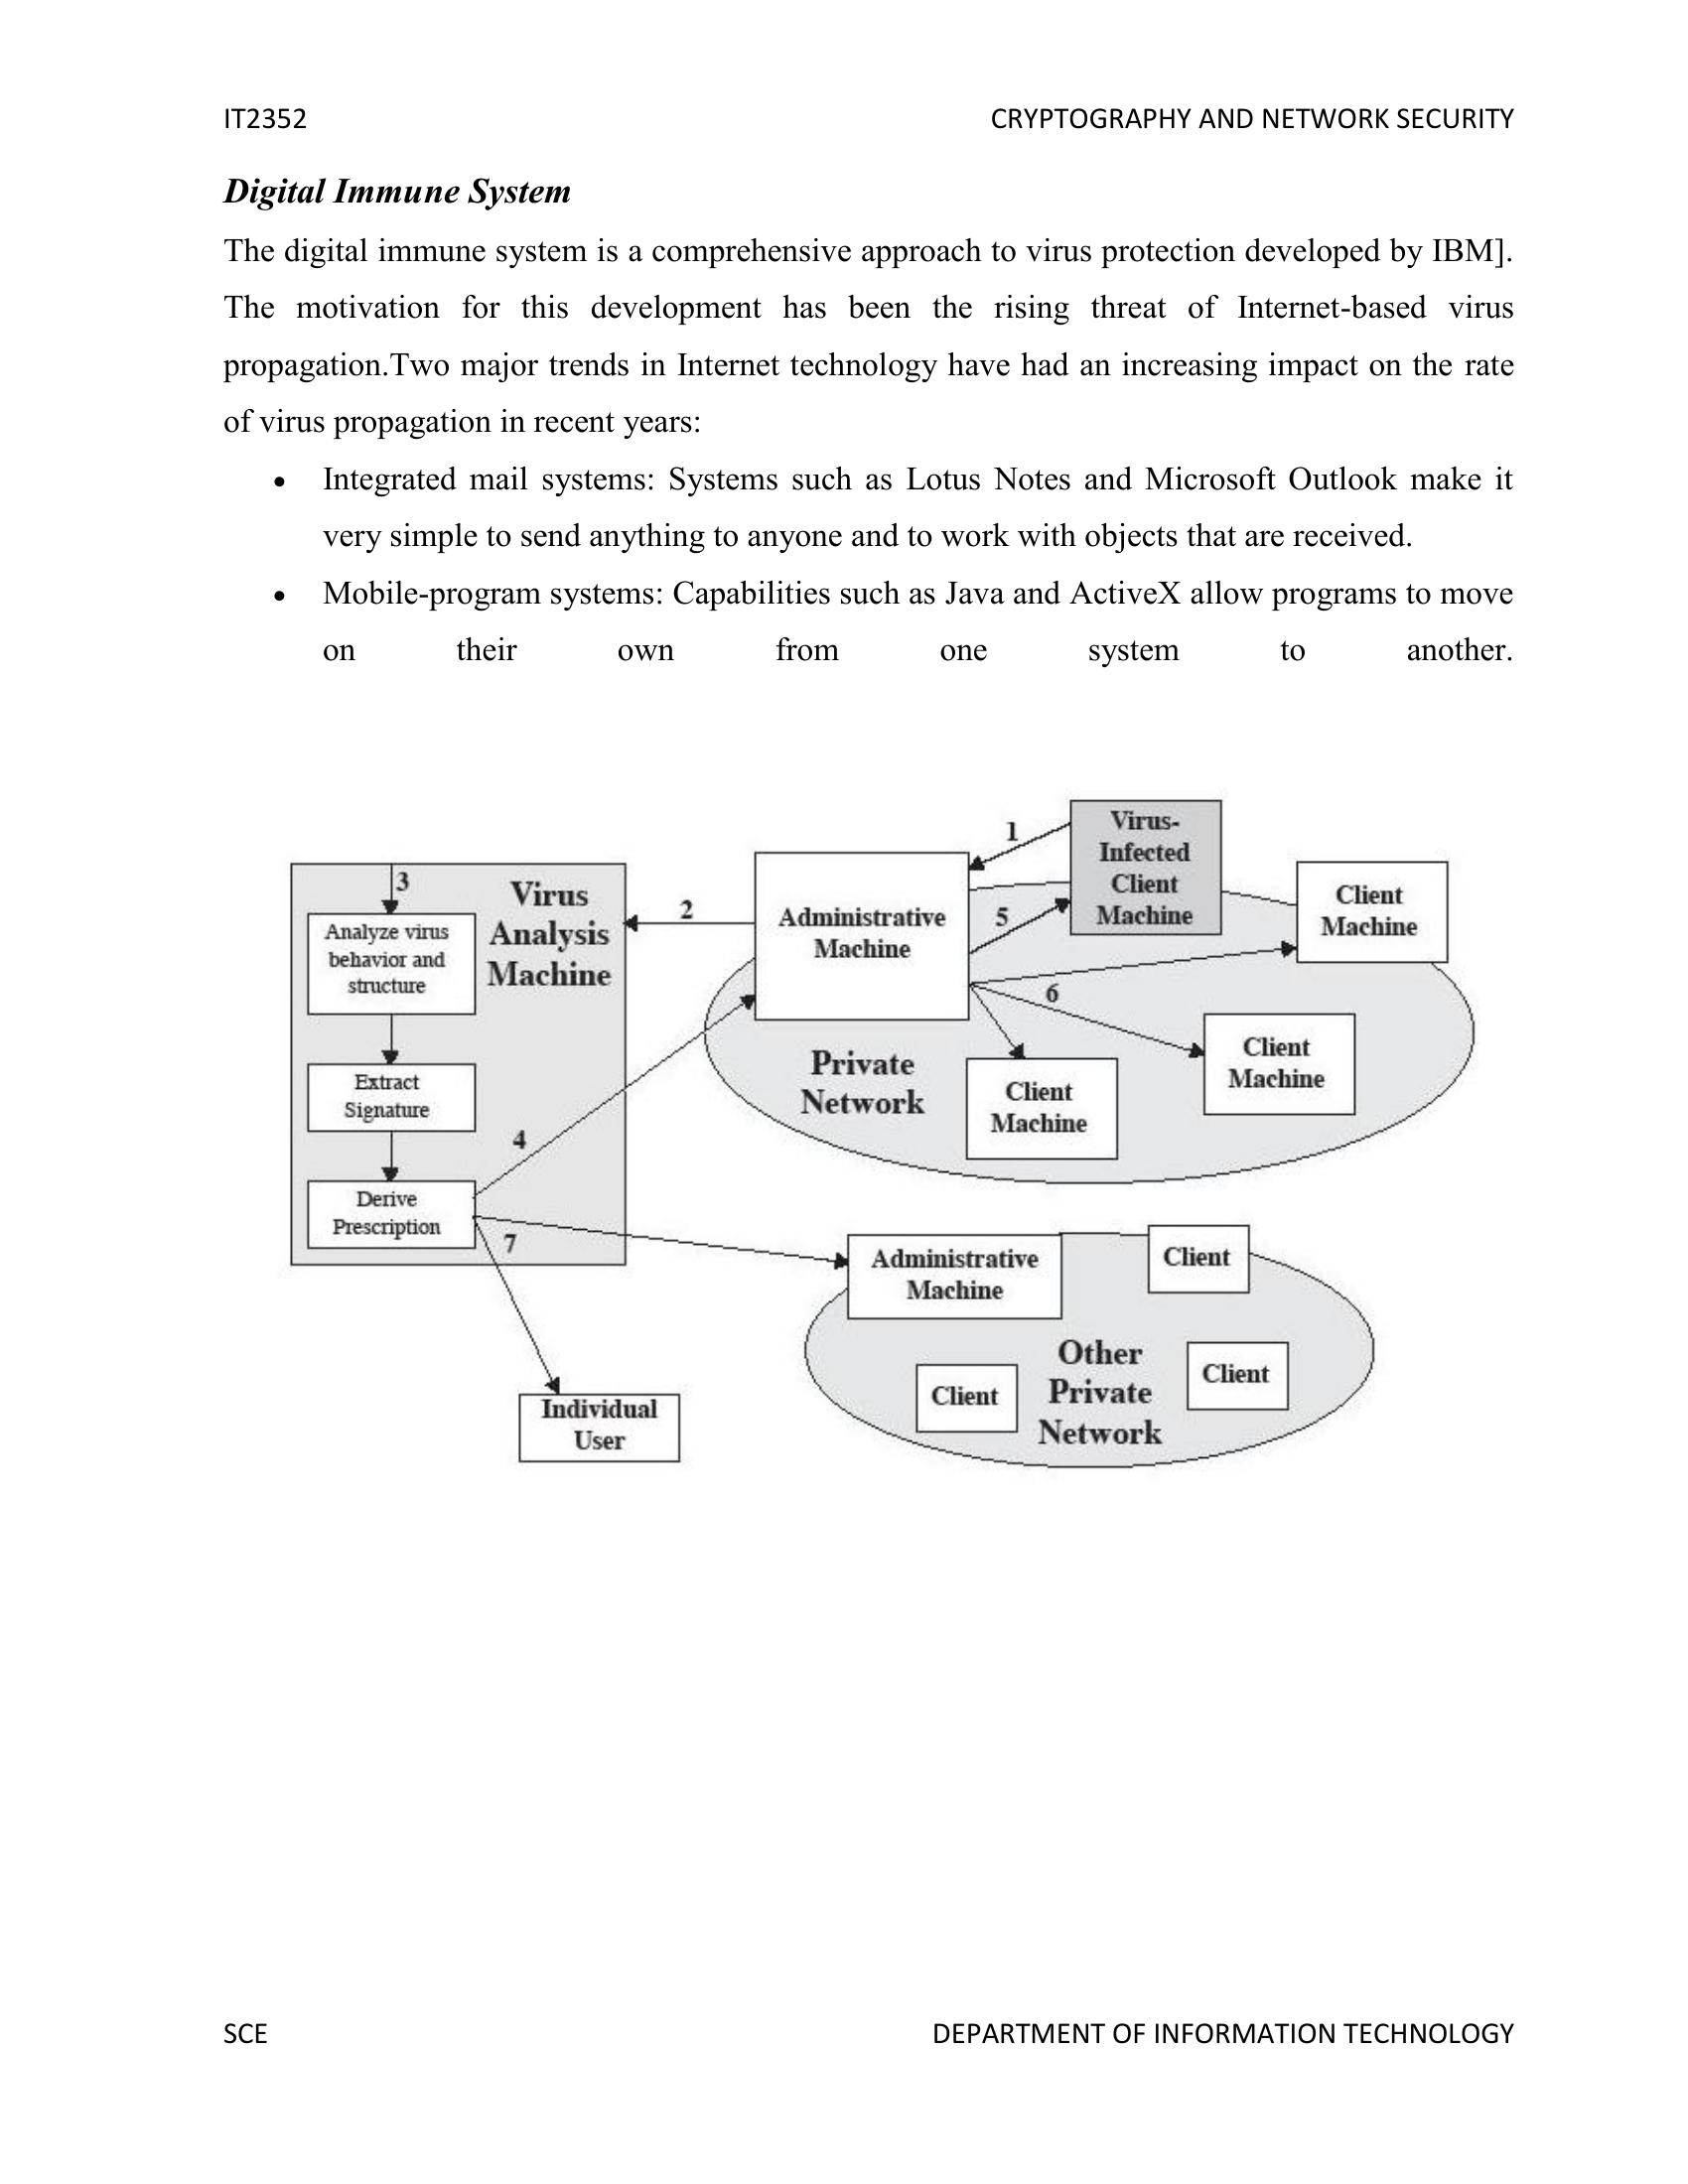 IT2352 CRYPTOGRAPHY AND NETWORK SECURITY
Digital Immune System
The digital immune system is a comprehensive approach to virus protection developed by IBM].
The motivation for this development has been the rising threat of Internet-based virus
propagation.Two major trends in Internet technology have had an increasing impact on the rate
of virus propagation in recent years:
• Integrated mail systems: Systems such as Lotus Notes and Microsoft Outlook make it
very simple to send anything to anyone and to work with objects that are received.
• Mobile-program systems: Capabilities such as Java and ActiveX allow programs to move
on their own from one system to another.
3
Virus
Analysis
Machine
Analyze virus
behavior and
structure
Extract
Signature
Derive
Prescription
2
4
7
Administrative
Machine
1
5
6
Virus-
Infected
Client
Machine
Client
Machine
Client
Machine
Client
Machine
Private
Network
Administrative
Machine
Client
Client
Client
Other
Private
Network
Individual
User
SCE DEPARTMENT OF INFORMATION TECHNOLOGY